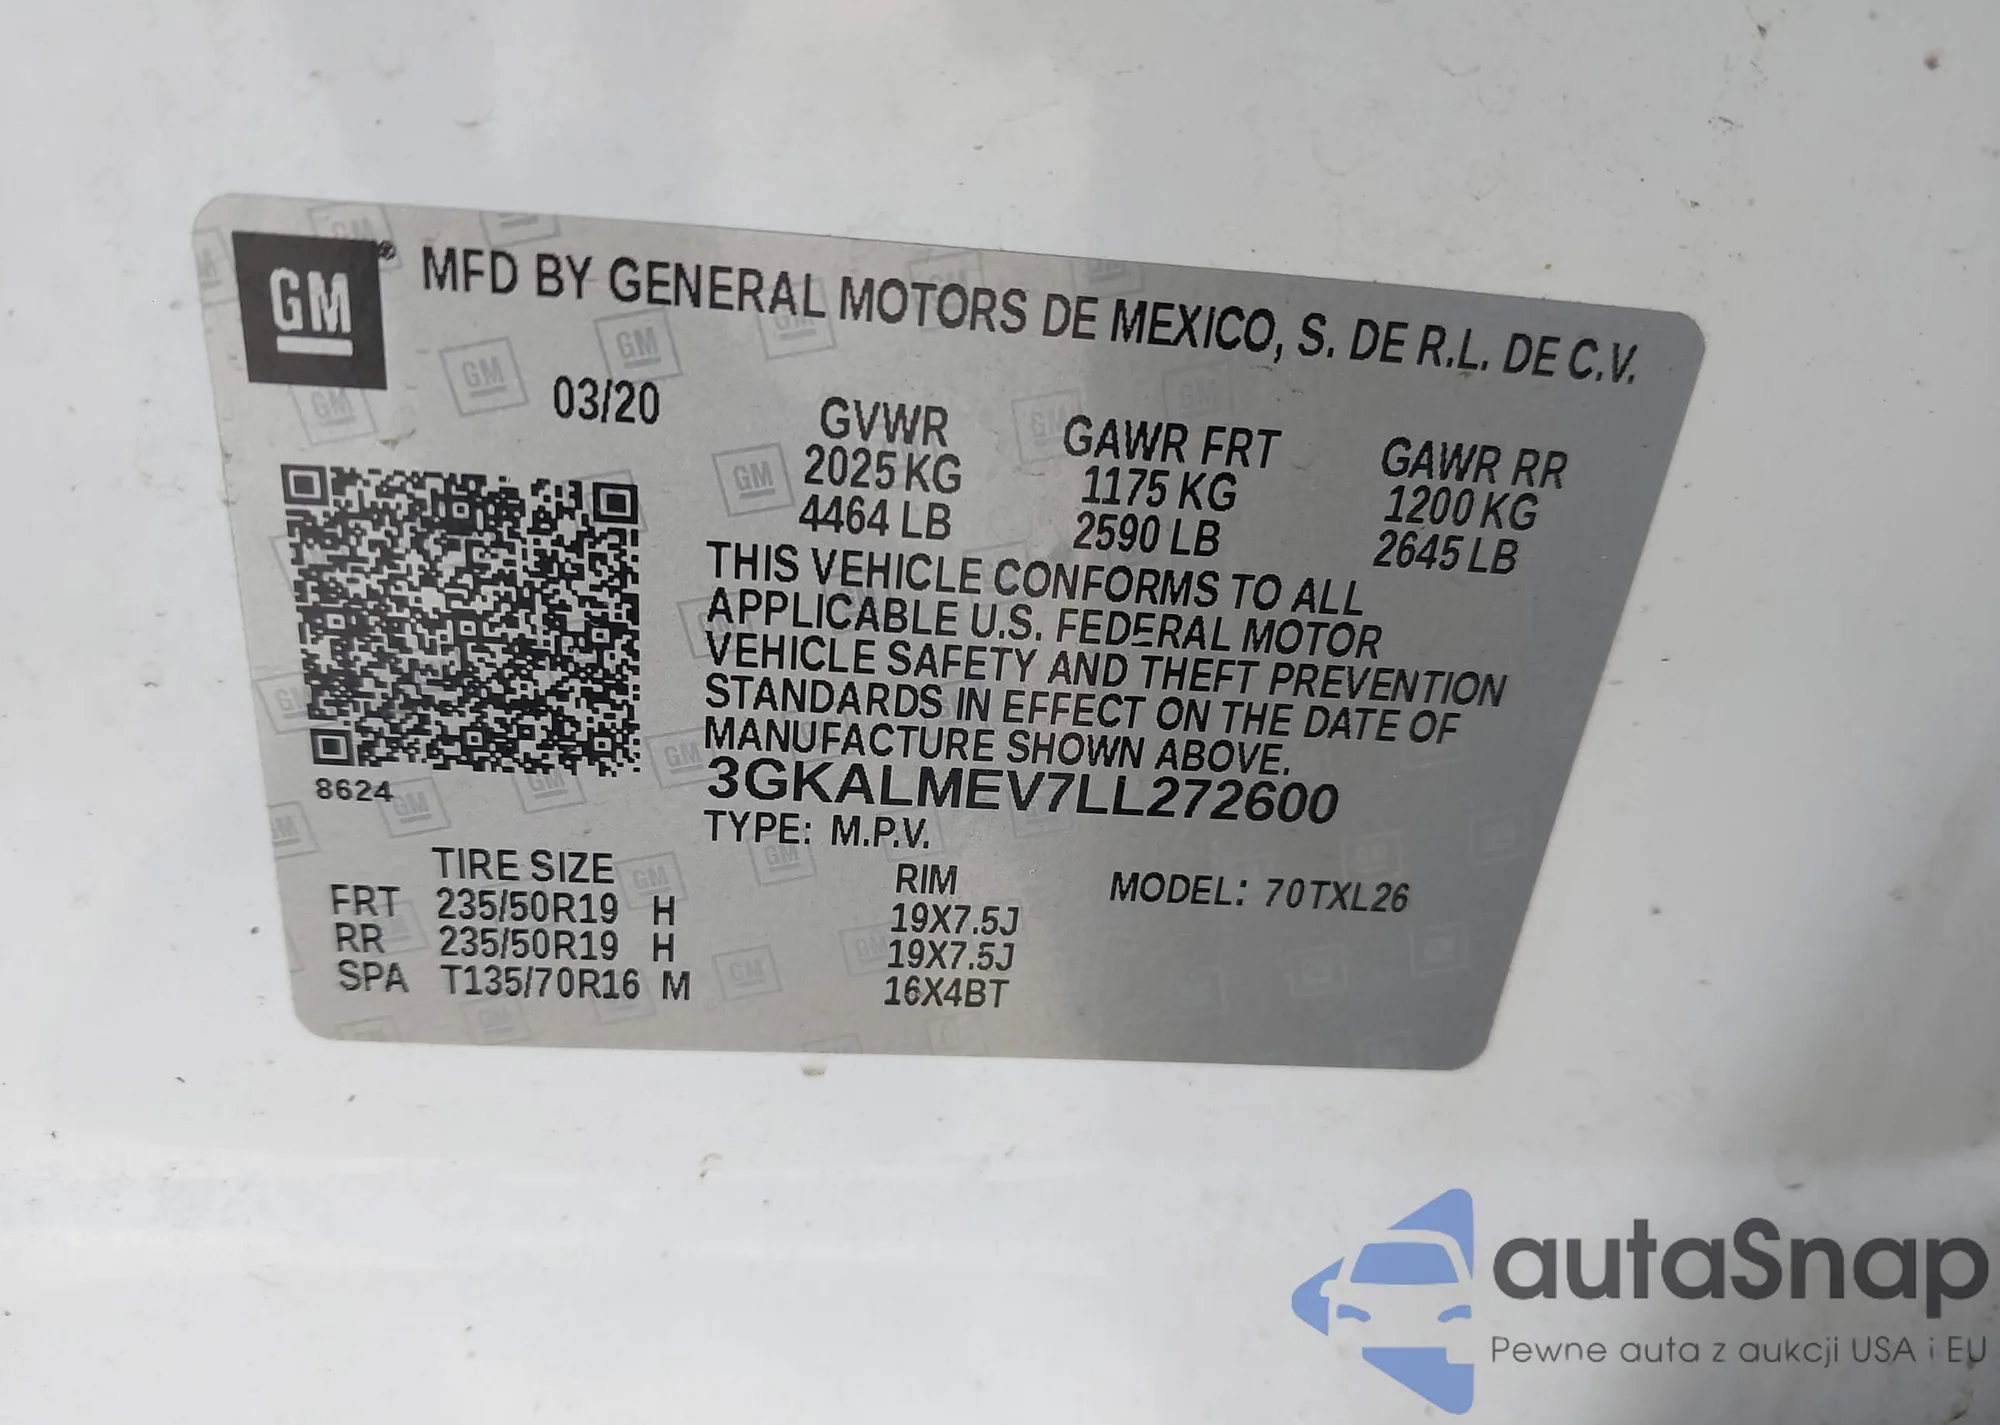 GM ® MFD BY GENERAL MOTORS DE MEXICO, S. DE R.L. DE C.V.
03/20
GVWR GAWR FRT GAWR RR
2025 KG 1175 KG 1200 KG
4464 LB 2590 LB 2645 LB
THIS VEHICLE CONFORMS TO ALL
APPLICABLE U.S. FEDERAL MOTOR
VEHICLE SAFETY AND THEFT PREVENTION
STANDARDS IN EFFECT ON THE DATE OF
MANUFACTURE SHOWN ABOVE.
3GKALMEV7LL272600
8624
TYPE: M.P.V.
TIRE SIZE RIM MODEL: 70TXL26
FRT 235/50R19 H 19X7.5J
RR 235/50R19 H 19X7.5J
SPA T135/70R16 M 16X4BT
autaSnap
Pewne auta z aukcji USA i EU